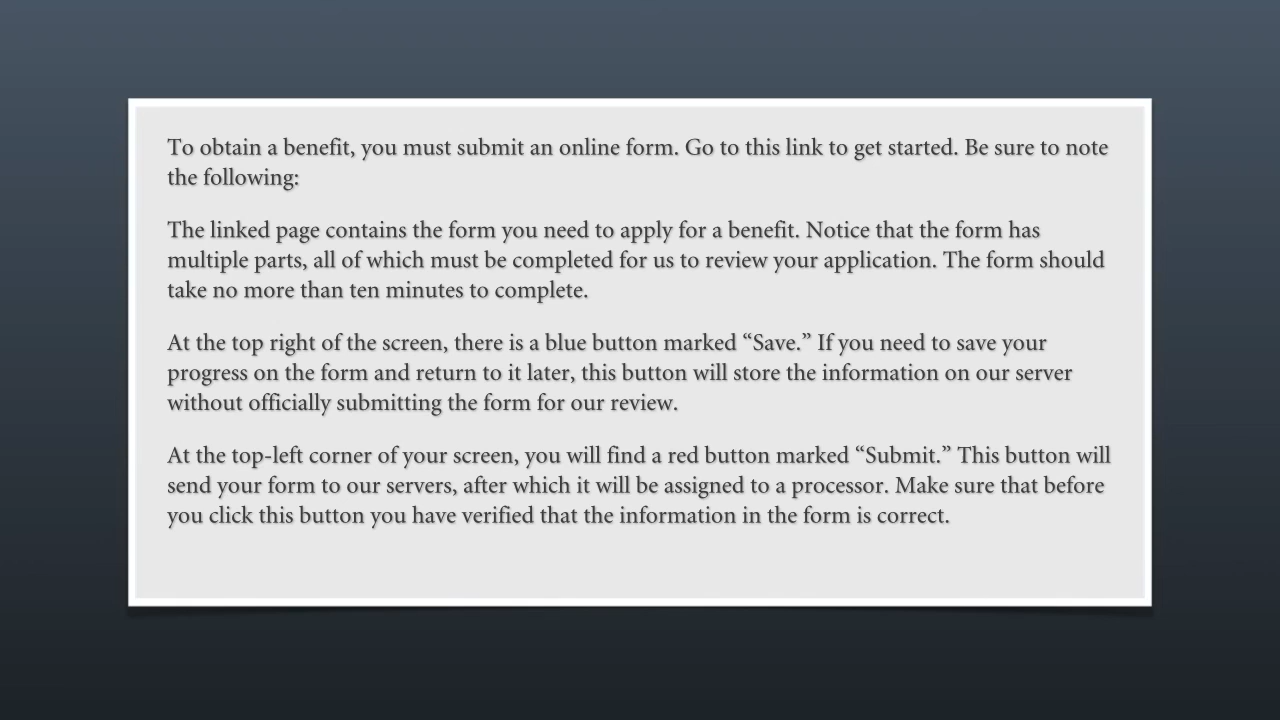 To obtain a benefit, you must submit an online form. Go to this link to get started. Be sure to note
the following:
The linked page contains the form you need to apply for a benefit. Notice that the form has
multiple parts, all of which must be completed for us to review your application. The form should
take no more than ten minutes to complete.
At the top right of the screen, there is a blue button marked “Save.” If you need to save your
progress on the form and return to it later, this button will store the information on our server
without officially submitting the form for our review.
At the top-left corner of your screen, you will find a red button marked “Submit.” This button will
send your form to our servers, after which it will be assigned to a processor. Make sure that before
you click this button you have verified that the information in the form is correct.